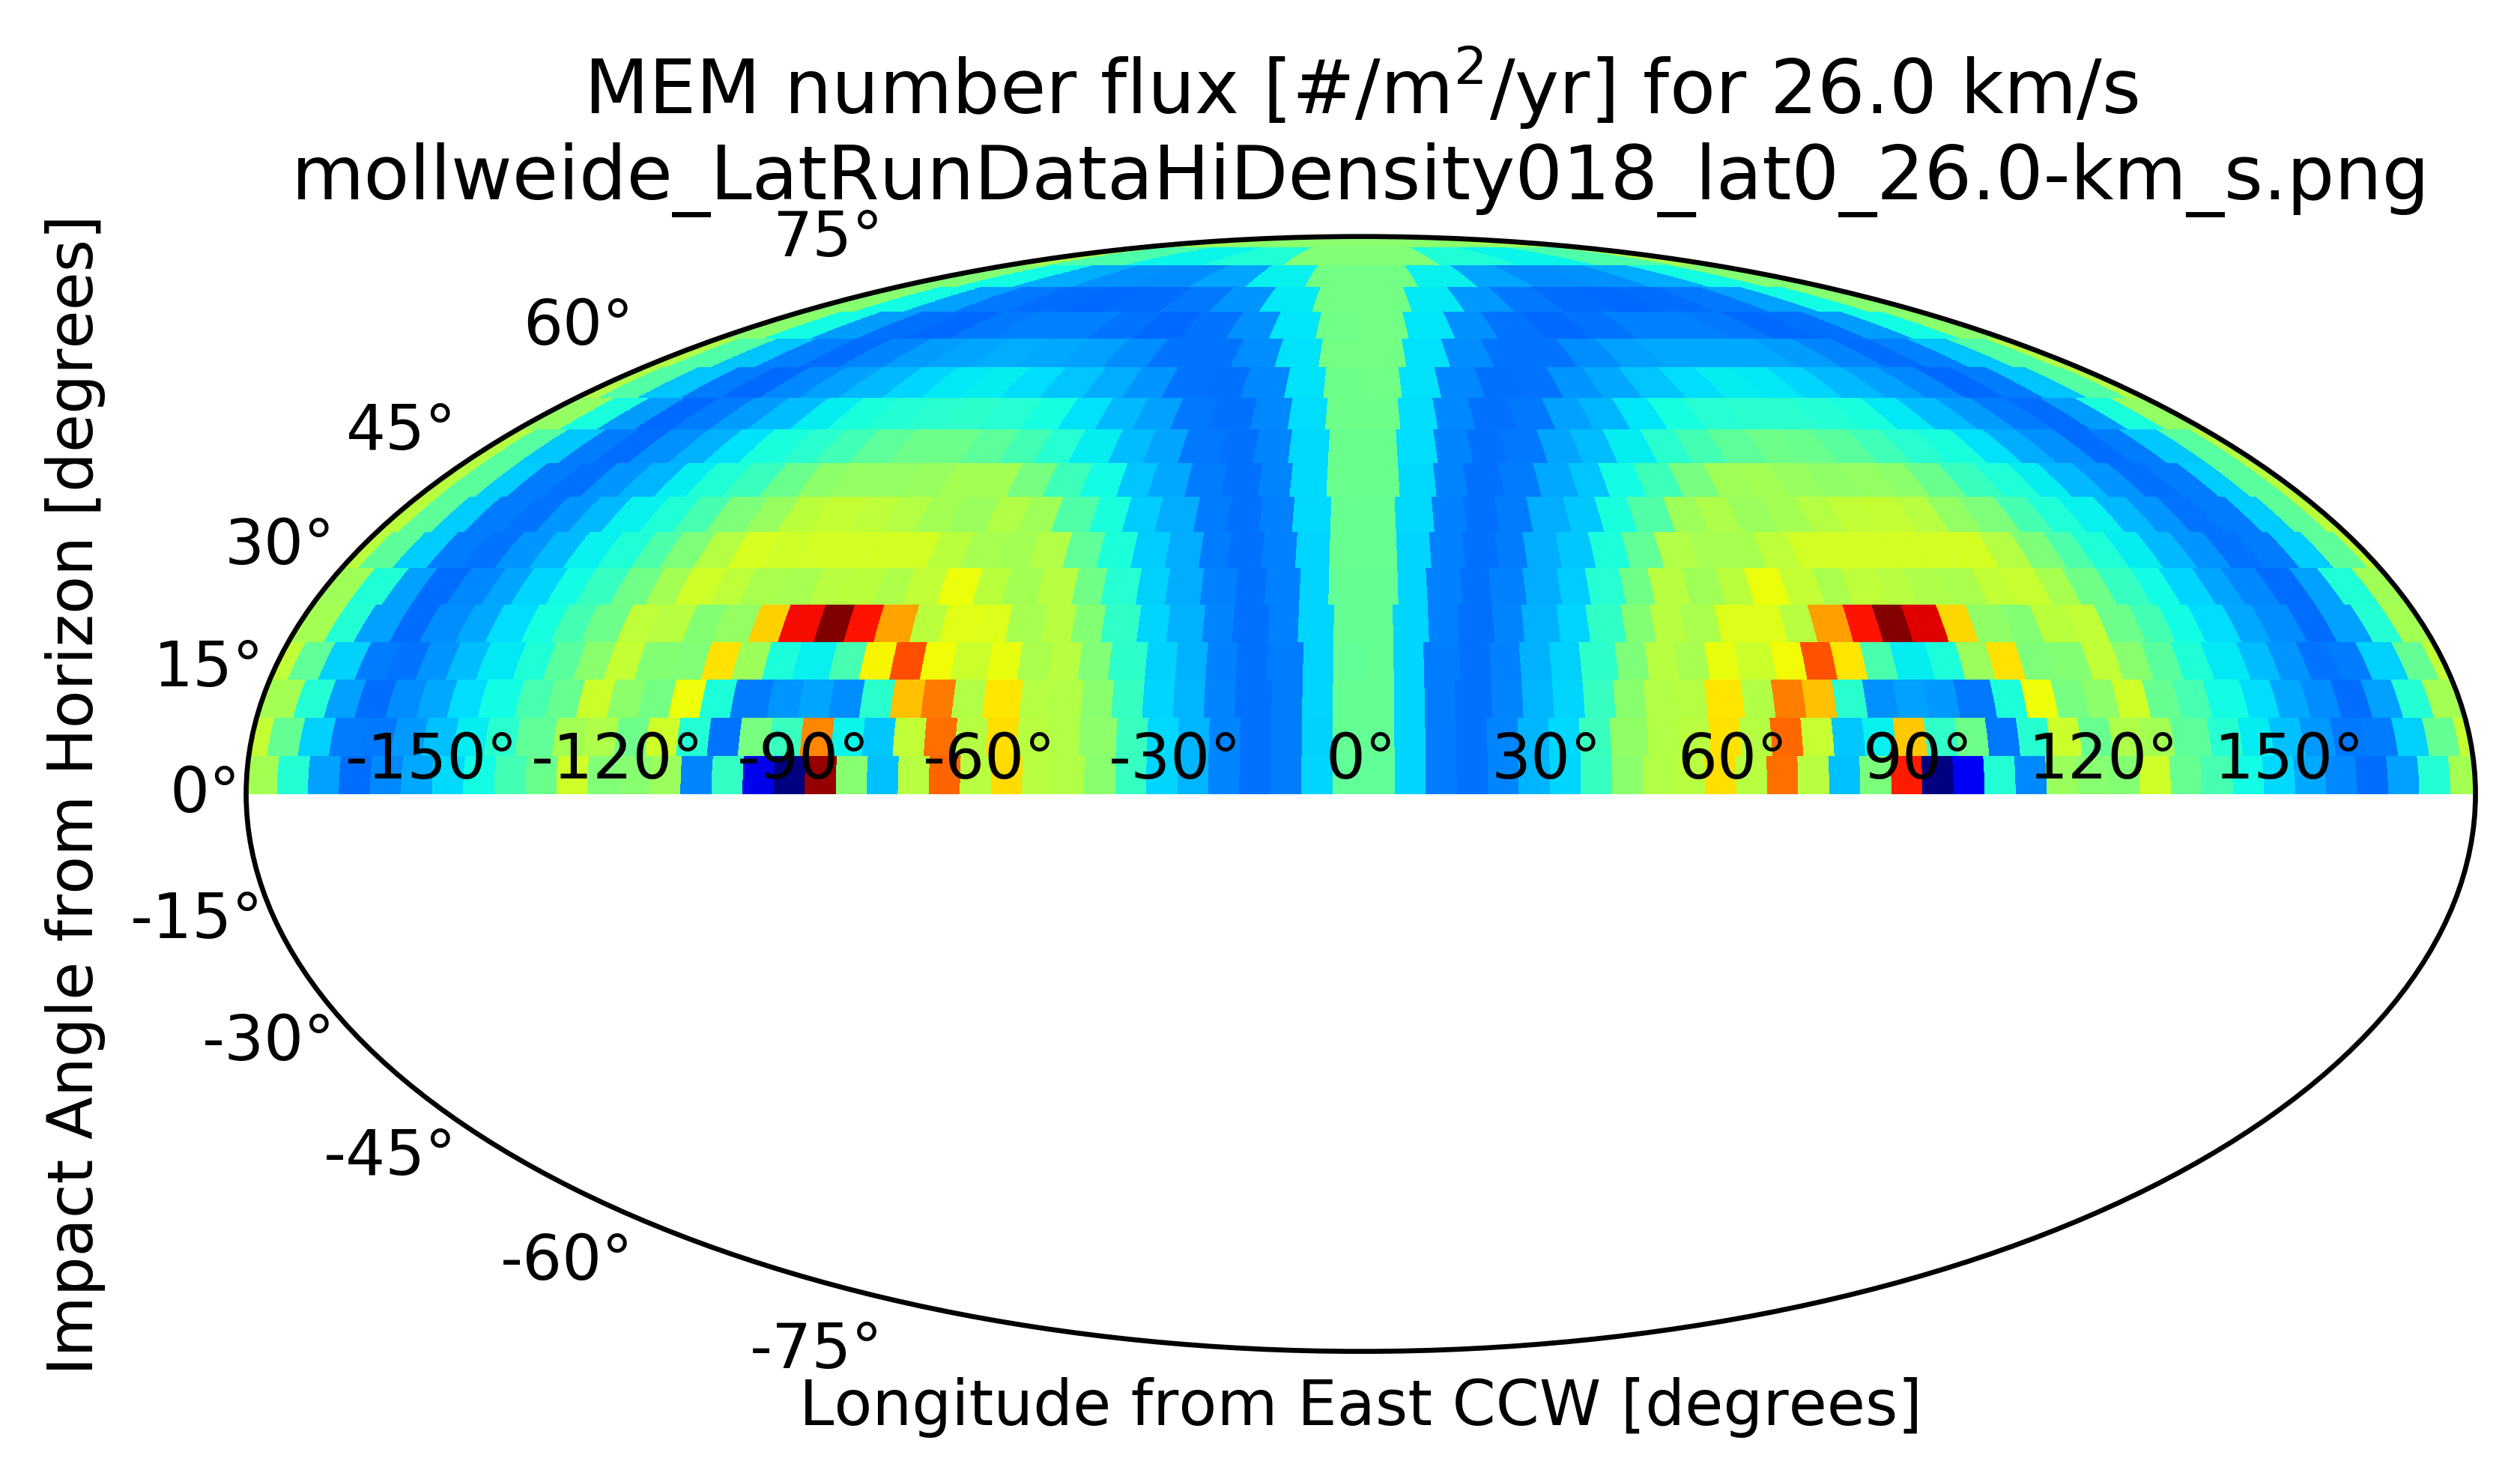 MEM number flux [#/m²/yr] for 26.0 km/s
mollweide_LatRunDataHiDensity018_lat0_26.0-km_s.png
Impact Angle from Horizon [degrees]
75°
60°
45°
30°
15°
0°
-15°
-30°
-45°
-60°
-75°
-150° -120° -90° -60° -30° 0° 30° 60° 90° 120° 150°
Longitude from East CCW [degrees]